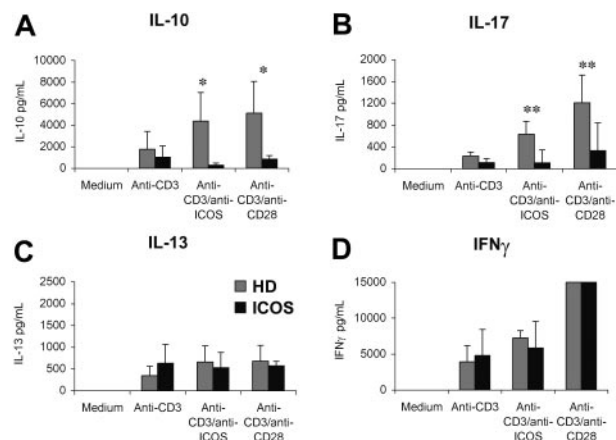 A
IL-10
IL-10 pg/mL
10000
8000
6000
4000
2000
0
*
*
Medium
Anti-CD3
Anti-
CD3/anti-
ICOS
Anti-
CD3/anti-
CD28
B
IL-17
IL-17 pg/mL
2000
1600
1200
800
400
0
**
**
Medium
Anti-CD3
Anti-
CD3/anti-
ICOS
Anti-
CD3/anti-
CD28
C
IL-13
IL-13 pg/mL
2500
2000
1500
1000
500
0
HD
ICOS
Medium
Anti-CD3
Anti-
CD3/anti-
ICOS
Anti-
CD3/anti-
CD28
D
IFNγ
IFNγ pg/mL
15000
10000
5000
0
Medium
Anti-CD3
Anti-
CD3/anti-
ICOS
Anti-
CD3/anti-
CD28